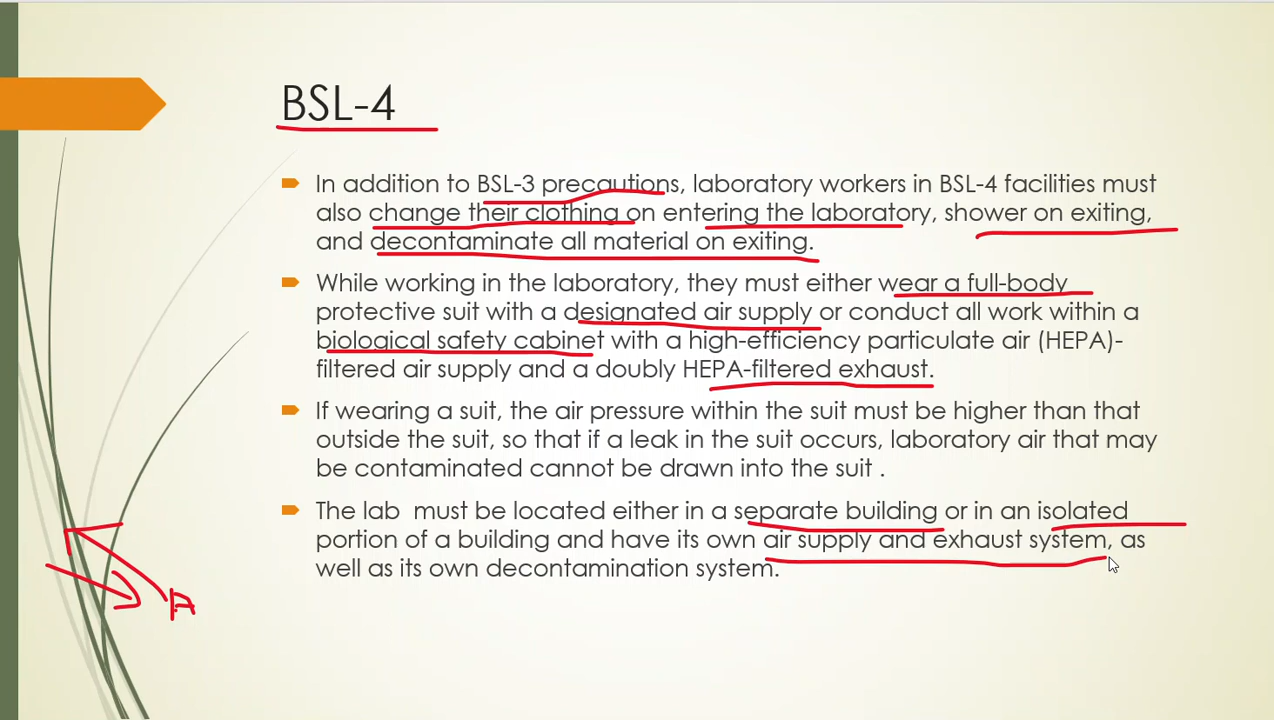 BSL-4
In addition to BSL-3 precautions, laboratory workers in BSL-4 facilities must
also change their clothing on entering the laboratory, shower on exiting,
and decontaminate all material on exiting.
While working in the laboratory, they must either wear a full-body
protective suit with a designated air supply or conduct all work within a
biological safety cabinet with a high-efficiency particulate air (HEPA)-
filtered air supply and a doubly HEPA-filtered exhaust.
If wearing a suit, the air pressure within the suit must be higher than that
outside the suit, so that if a leak in the suit occurs, laboratory air that may
be contaminated cannot be drawn into the suit .
The lab  must be located either in a separate building or in an isolated
portion of a building and have its own air supply and exhaust system, as
well as its own decontamination system.